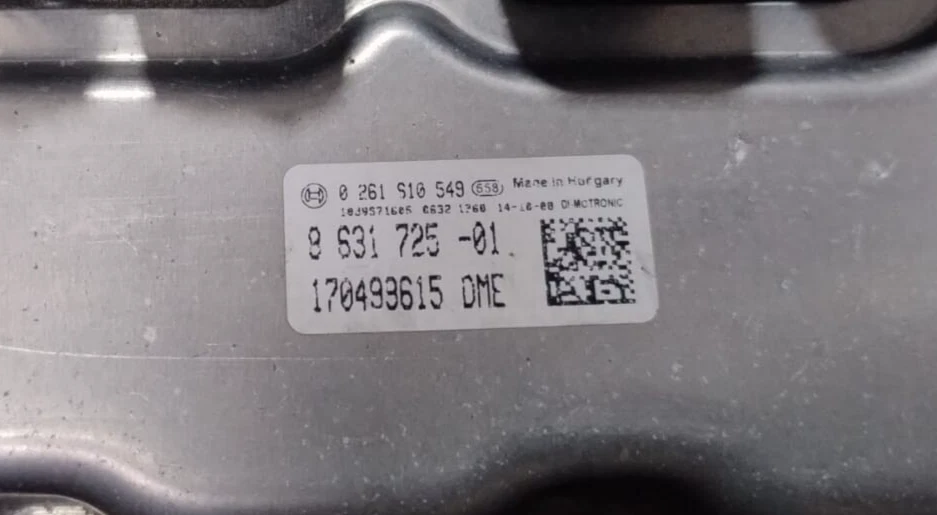 0 261 S10 549 658 Made in Hungary
10J9571605 0632 1260 14-10-08 DI-MOTRONIC
8 631 725 -01
170493615 DME